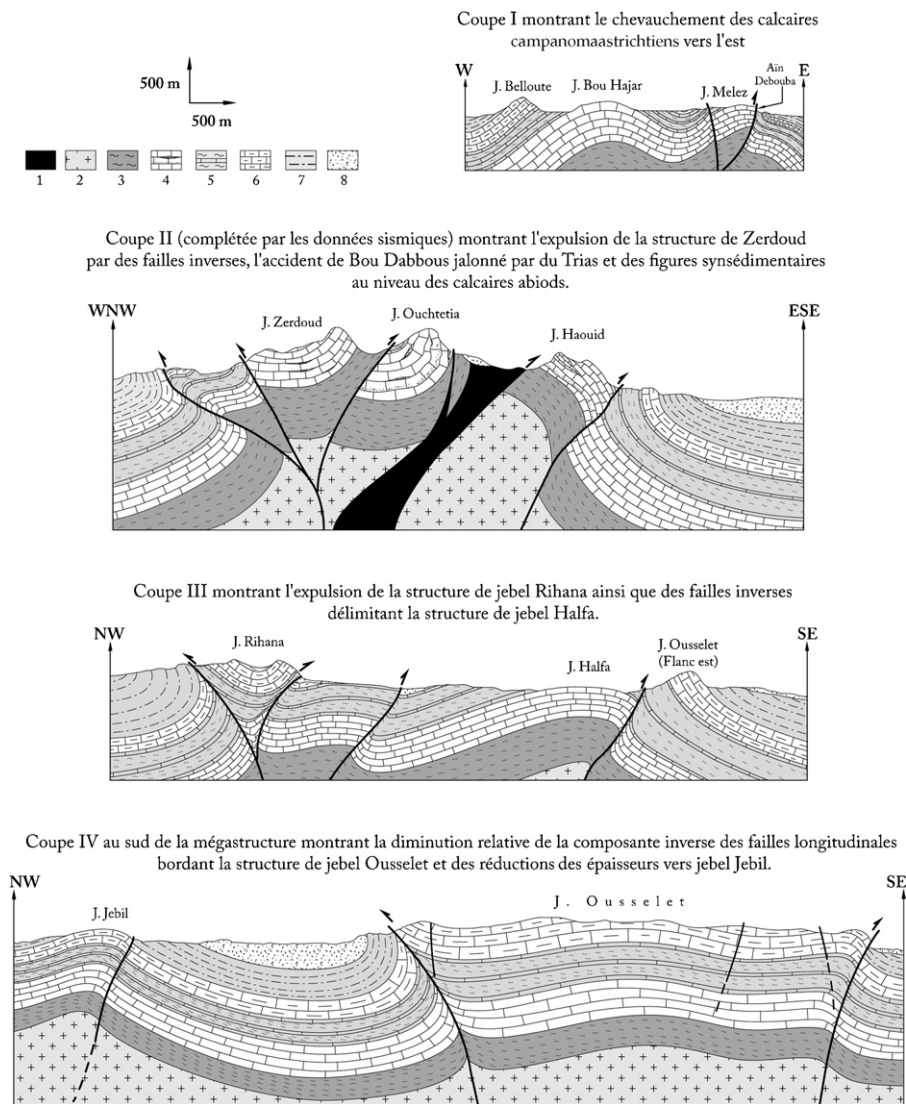 Coupe I montrant le chevauchement des calcaires
campanomaastrichtiens vers l'est
W
J. Belloute
J. Bou Hajar
J. Melez
Aïn
Debouba
E
500 m
500 m
1 2 3 4 5 6 7 8
Coupe II (complétée par les données sismiques) montrant l'expulsion de la structure de Zerdoud
par des failles inverses, l'accident de Bou Dabbous jalonné par du Trias et des figures synsédimentaires
au niveau des calcaires abiods.
WNW
J. Zerdoud
J. Ouchtetia
J. Haouid
ESE
Coupe III montrant l'expulsion de la structure de jebel Rihana ainsi que des failles inverses
délimitant la structure de jebel Halfa.
NW
J. Rihana
J. Halfa
J. Ousselet
(Flanc est)
SE
Coupe IV au sud de la mégastructure montrant la diminution relative de la composante inverse des failles longitudinales
bordant la structure de jebel Ousselet et des réductions des épaisseurs vers jebel Jebil.
NW
J. Jebil
J. Ousselet
SE